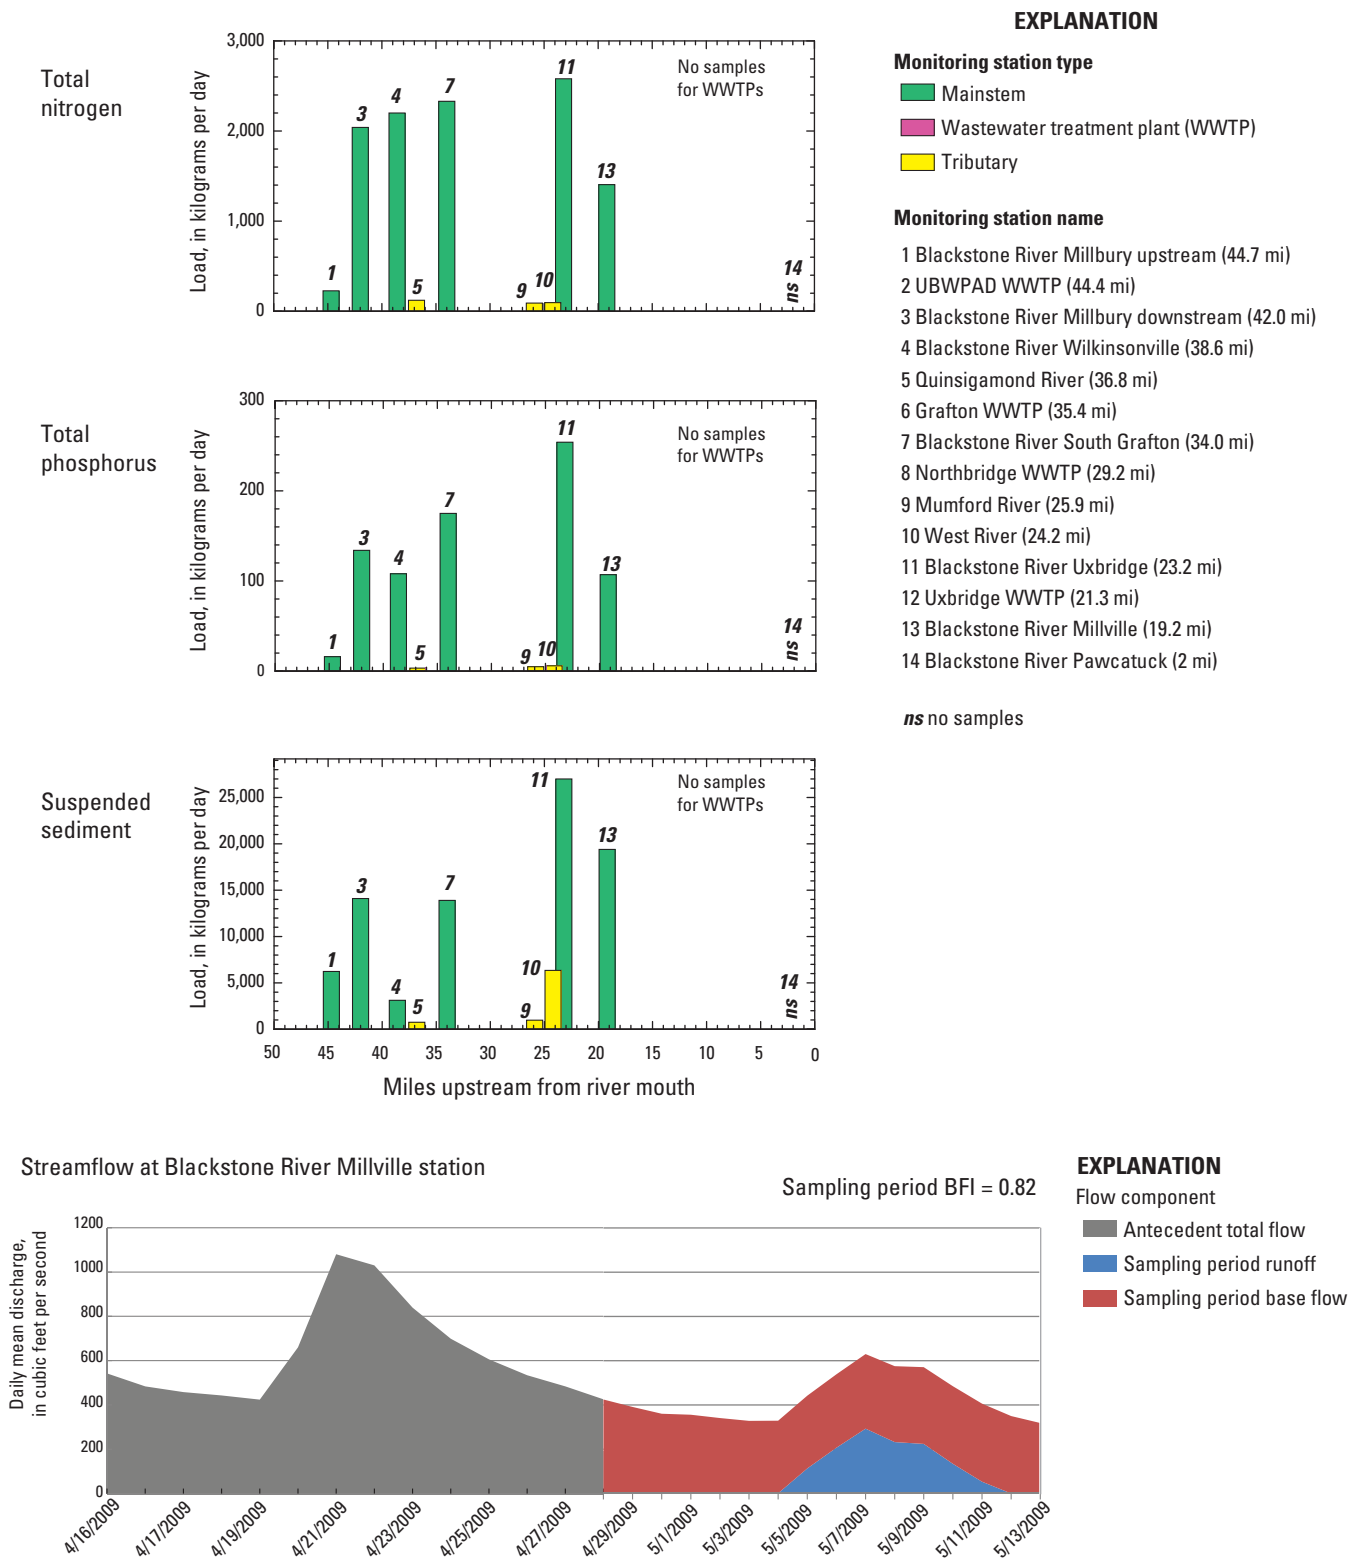 Total
nitrogen
Load, in kilograms per day
3,000
2,000
1,000
0
1
3
4
5
7
9
10
11
13
14
ns
No samples
for WWTPs
Total
phosphorus
Load, in kilograms per day
300
200
100
0
1
3
4
5
7
9
10
11
13
14
ns
No samples
for WWTPs
Suspended
sediment
Load, in kilograms per day
25,000
20,000
15,000
10,000
5,000
0
1
3
4
5
7
9
10
11
13
14
ns
No samples
for WWTPs
50 45 40 35 30 25 20 15 10 5 0
Miles upstream from river mouth
EXPLANATION
Monitoring station type
Mainstem
Wastewater treatment plant (WWTP)
Tributary
Monitoring station name
1 Blackstone River Millbury upstream (44.7 mi)
2 UBWPAD WWTP (44.4 mi)
3 Blackstone River Millbury downstream (42.0 mi)
4 Blackstone River Wilkinsonville (38.6 mi)
5 Quinsigamond River (36.8 mi)
6 Grafton WWTP (35.4 mi)
7 Blackstone River South Grafton (34.0 mi)
8 Northbridge WWTP (29.2 mi)
9 Mumford River (25.9 mi)
10 West River (24.2 mi)
11 Blackstone River Uxbridge (23.2 mi)
12 Uxbridge WWTP (21.3 mi)
13 Blackstone River Millville (19.2 mi)
14 Blackstone River Pawcatuck (2 mi)
ns no samples
Streamflow at Blackstone River Millville station
Sampling period BFI = 0.82
Daily mean discharge,
in cubic feet per second
1200
1000
800
600
400
200
0
4/16/2009 4/17/2009 4/19/2009 4/21/2009 4/23/2009 4/25/2009 4/27/2009 4/29/2009 5/1/2009 5/3/2009 5/5/2009 5/7/2009 5/9/2009 5/11/2009 5/13/2009
EXPLANATION
Flow component
Antecedent total flow
Sampling period runoff
Sampling period base flow